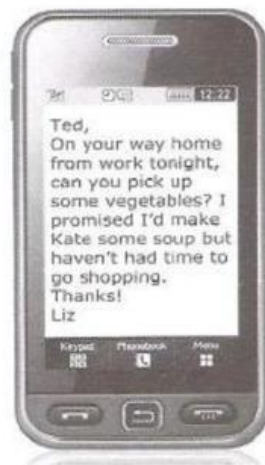 12:22
Ted,
On your way home
from work tonight,
can you pick up
some vegetables? I
promised I'd make
Kate some soup but
haven't had time to
go shopping.
Thanks!
Liz
Keypad Phonebook Menu